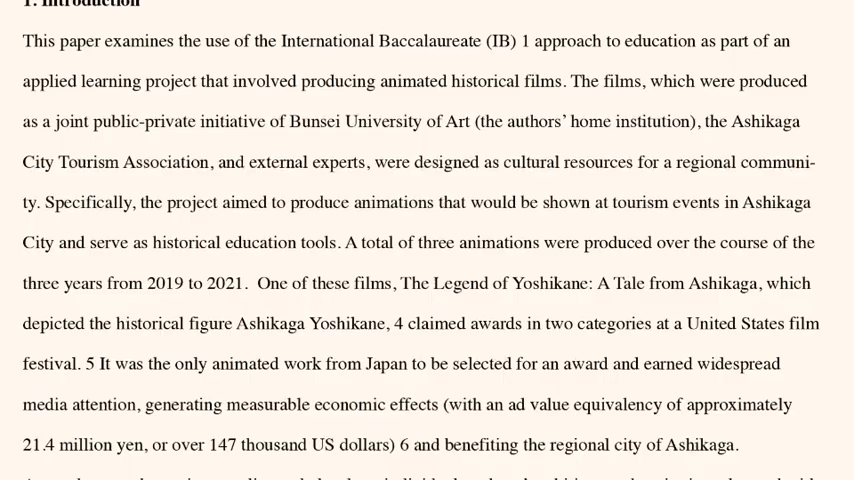 1. Introduction
This paper examines the use of the International Baccalaureate (IB) 1 approach to education as part of an
applied learning project that involved producing animated historical films. The films, which were produced
as a joint public-private initiative of Bunsei University of Art (the authors’ home institution), the Ashikaga
City Tourism Association, and external experts, were designed as cultural resources for a regional communi-
ty. Specifically, the project aimed to produce animations that would be shown at tourism events in Ashikaga
City and serve as historical education tools. A total of three animations were produced over the course of the
three years from 2019 to 2021.  One of these films, The Legend of Yoshikane: A Tale from Ashikaga, which
depicted the historical figure Ashikaga Yoshikane, 4 claimed awards in two categories at a United States film
festival. 5 It was the only animated work from Japan to be selected for an award and earned widespread
media attention, generating measurable economic effects (with an ad value equivalency of approximately
21.4 million yen, or over 147 thousand US dollars) 6 and benefiting the regional city of Ashikaga.